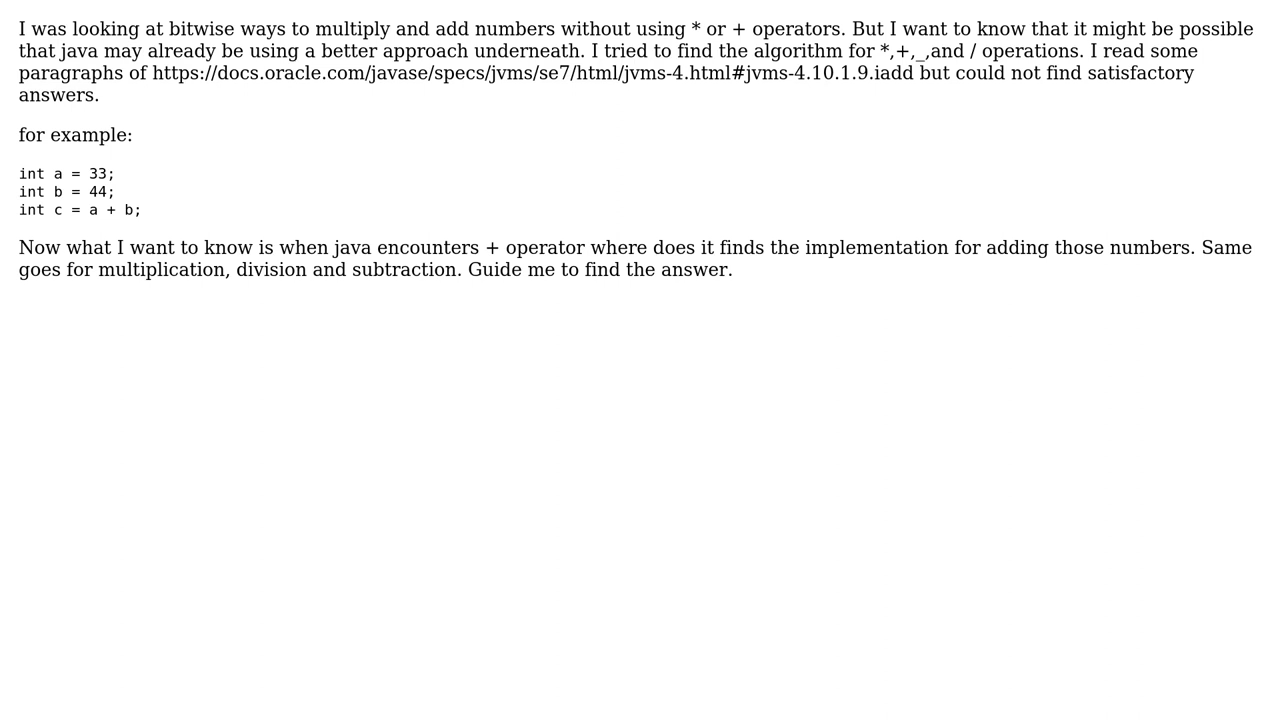 I was looking at bitwise ways to multiply and add numbers without using * or + operators. But I want to know that it might be possible
that java may already be using a better approach underneath. I tried to find the algorithm for *,+,_,and / operations. I read some
paragraphs of https://docs.oracle.com/javase/specs/jvms/se7/html/jvms-4.html#jvms-4.10.1.9.iadd but could not find satisfactory
answers.
for example:
int a = 33;
int b = 44;
int c = a + b;
Now what I want to know is when java encounters + operator where does it finds the implementation for adding those numbers. Same
goes for multiplication, division and subtraction. Guide me to find the answer.